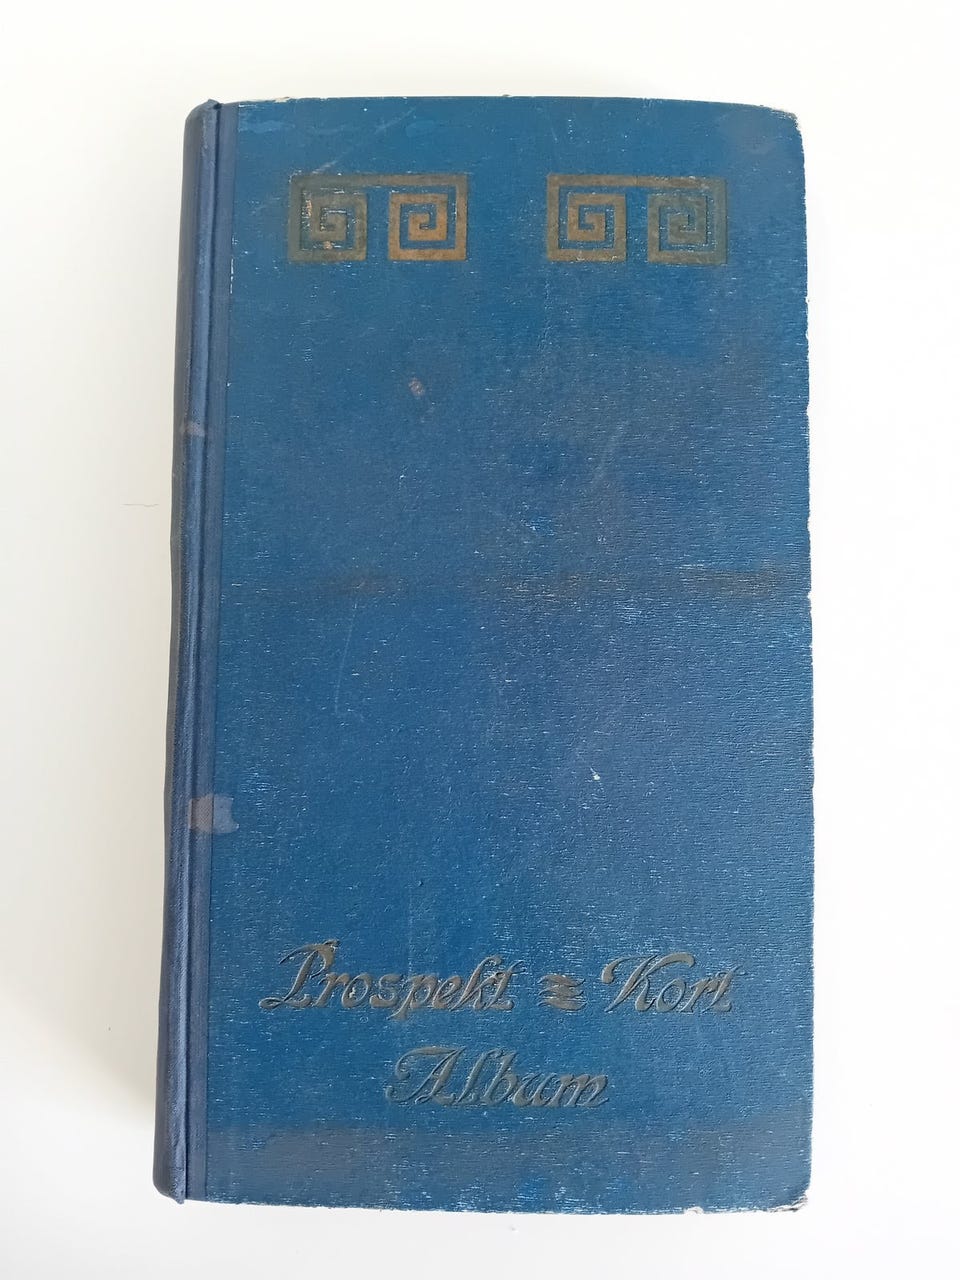 Prospekt = Kort
Album